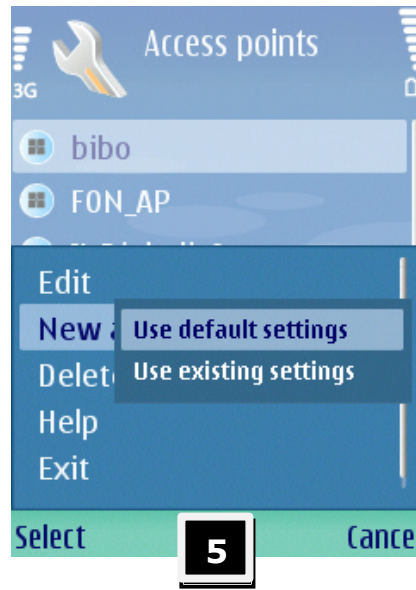 Access points
3G
bibo
FON_AP
Edit
New
Use default settings
Delet
Use existing settings
Help
Exit
Select
5
Cance